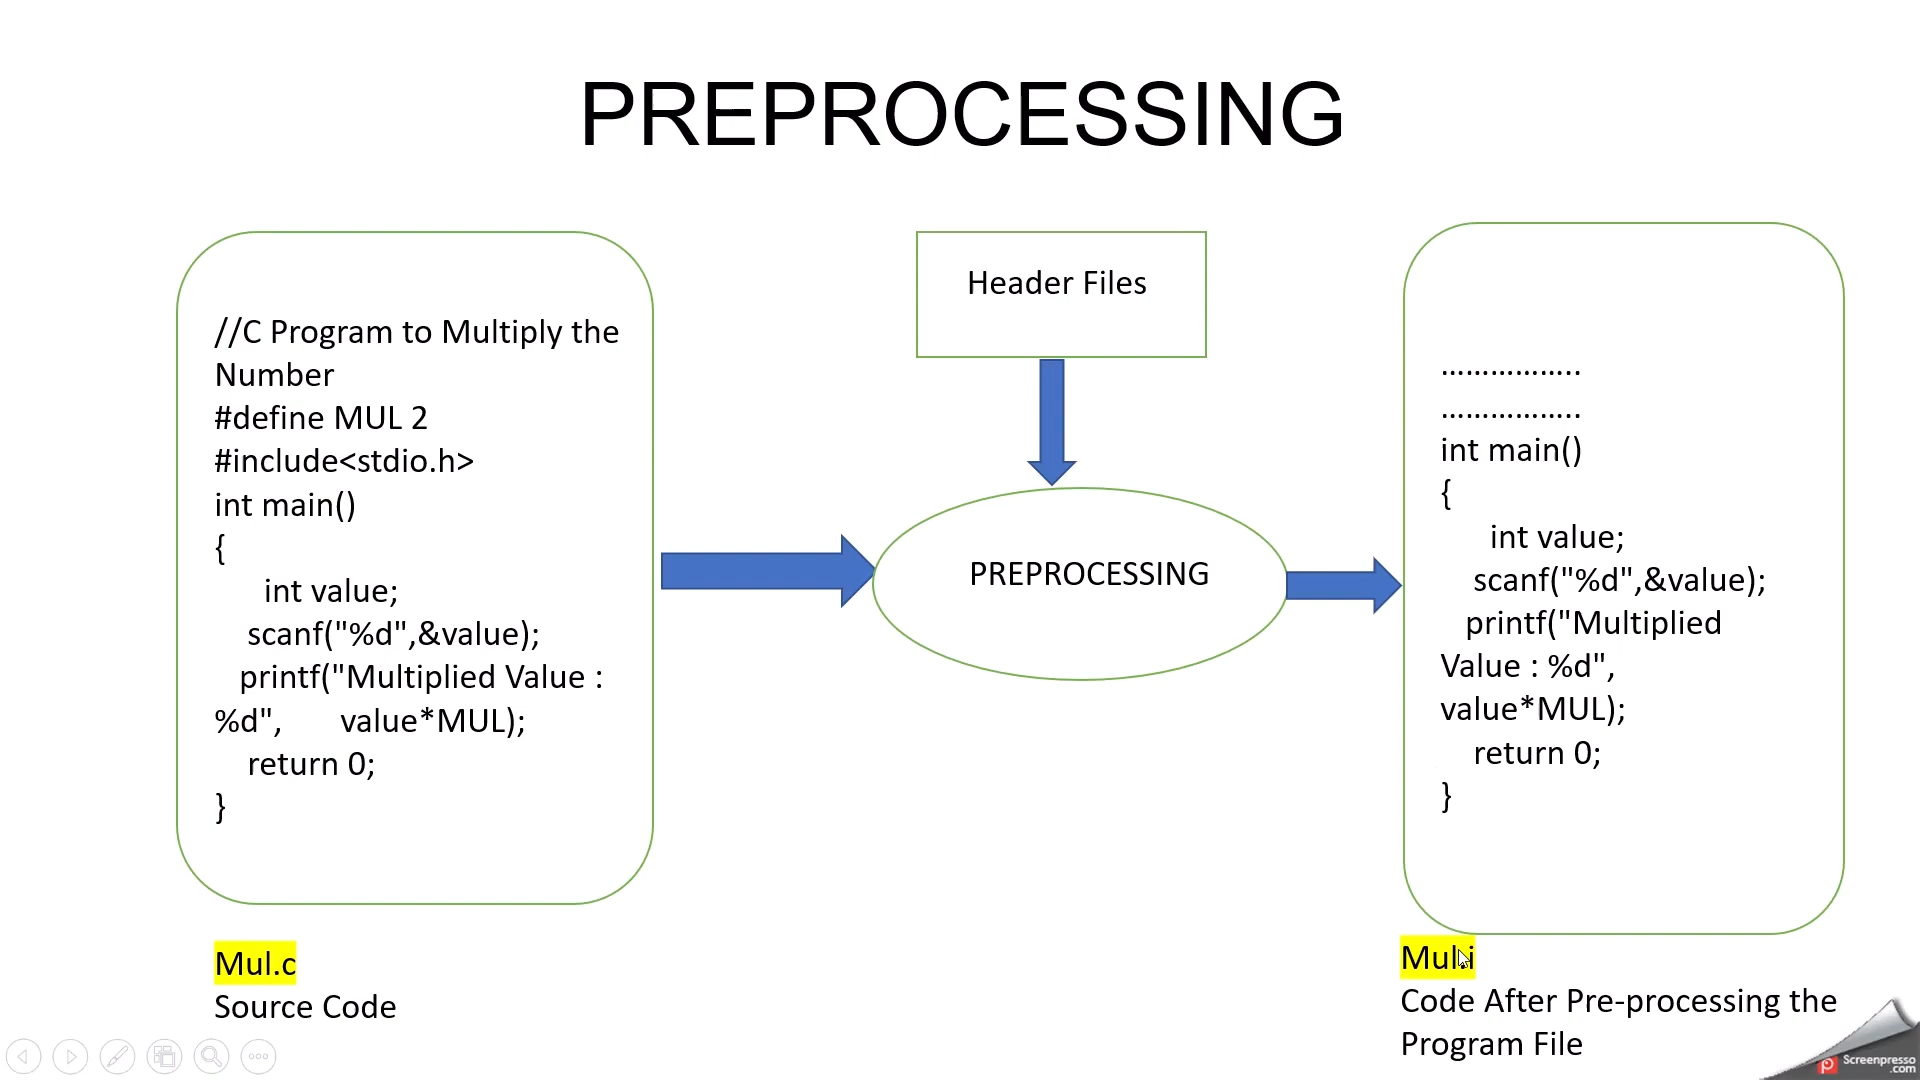 PREPROCESSING
//C Program to Multiply the
Number
#define MUL 2
#include<stdio.h>
int main()
{
int value;
scanf("%d",&value);
printf("Multiplied Value :
%d", value*MUL);
return 0;
}
Mul.c
Source Code
Header Files
PREPROCESSING
……………..
……………..
int main()
{
int value;
scanf("%d",&value);
printf("Multiplied
Value : %d",
value*MUL);
return 0;
}
Mul.i
Code After Pre-processing the
Program File
Screenpresso
.com